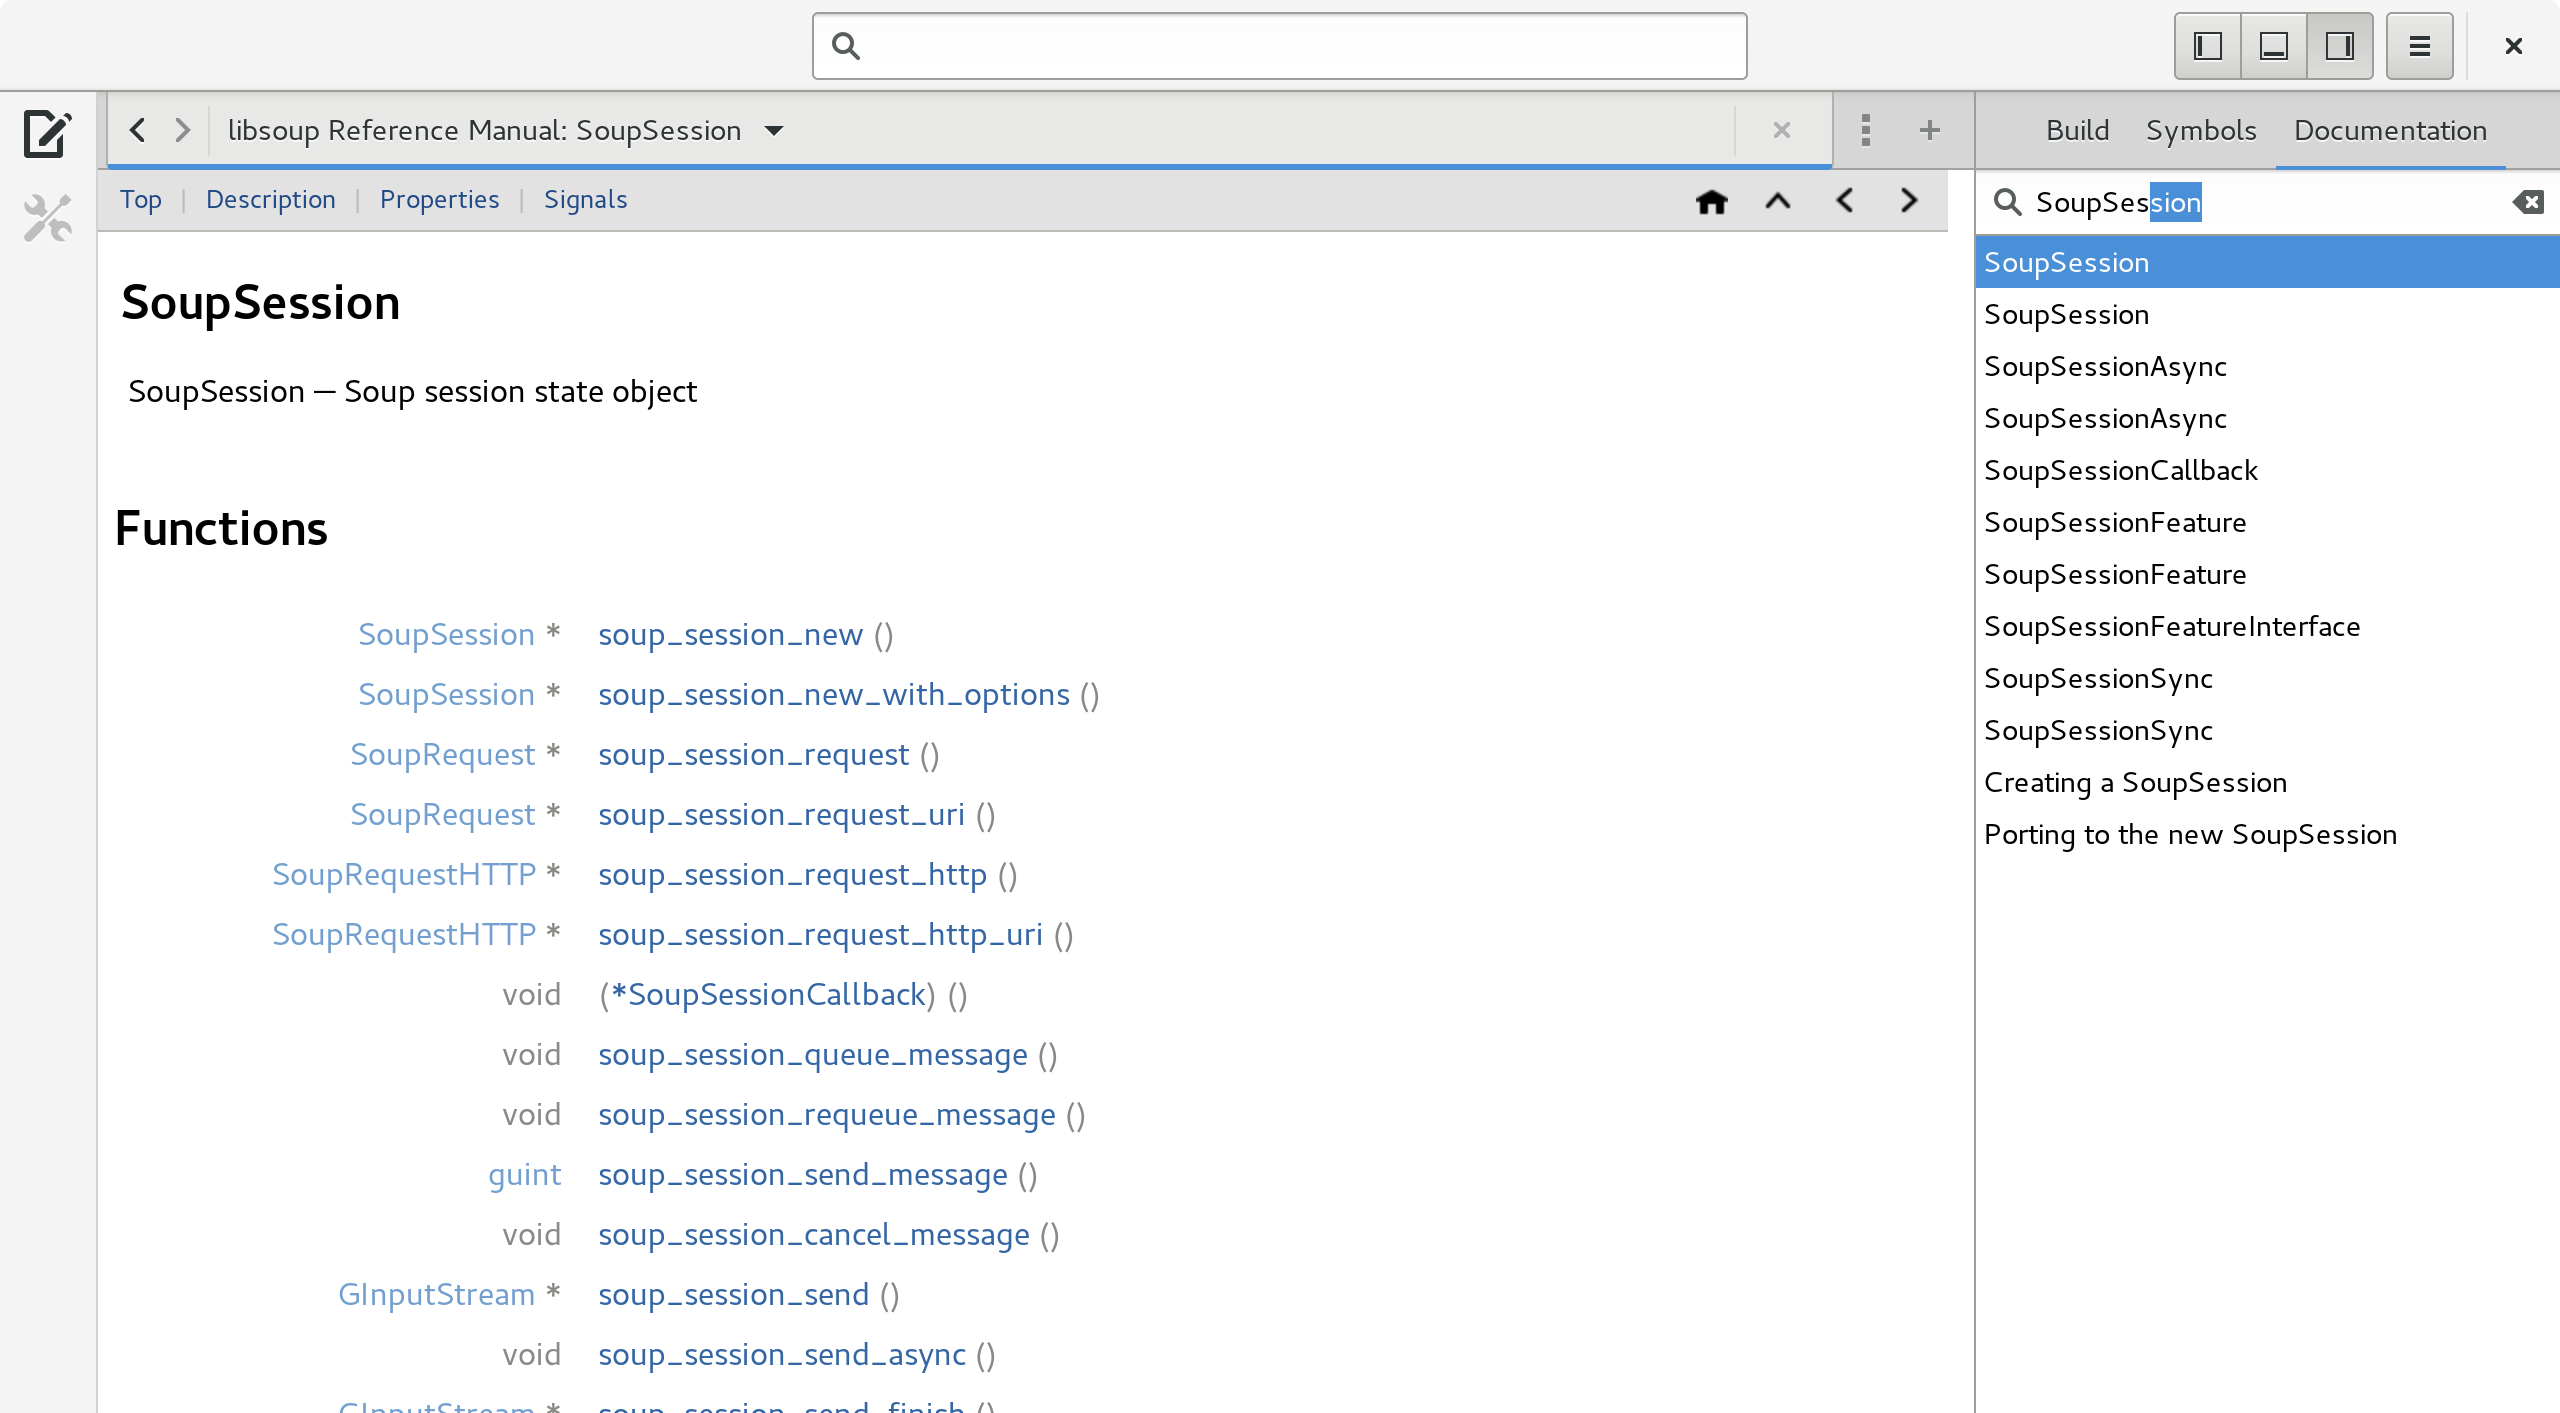 libsoup Reference Manual: SoupSession
Build Symbols Documentation
Top | Description | Properties | Signals
SoupSession
SoupSession
SoupSession — Soup session state object
Functions
SoupSession * soup_session_new ()
SoupSession * soup_session_new_with_options ()
SoupRequest * soup_session_request ()
SoupRequest * soup_session_request_uri ()
SoupRequestHTTP * soup_session_request_http ()
SoupRequestHTTP * soup_session_request_http_uri ()
void (*SoupSessionCallback) ()
void soup_session_queue_message ()
void soup_session_requeue_message ()
guint soup_session_send_message ()
void soup_session_cancel_message ()
GInputStream * soup_session_send ()
void soup_session_send_async ()
GInputStream * soup_session_send_finish ()
SoupSession
SoupSession
SoupSessionAsync
SoupSessionAsync
SoupSessionCallback
SoupSessionFeature
SoupSessionFeature
SoupSessionFeatureInterface
SoupSessionSync
SoupSessionSync
Creating a SoupSession
Porting to the new SoupSession